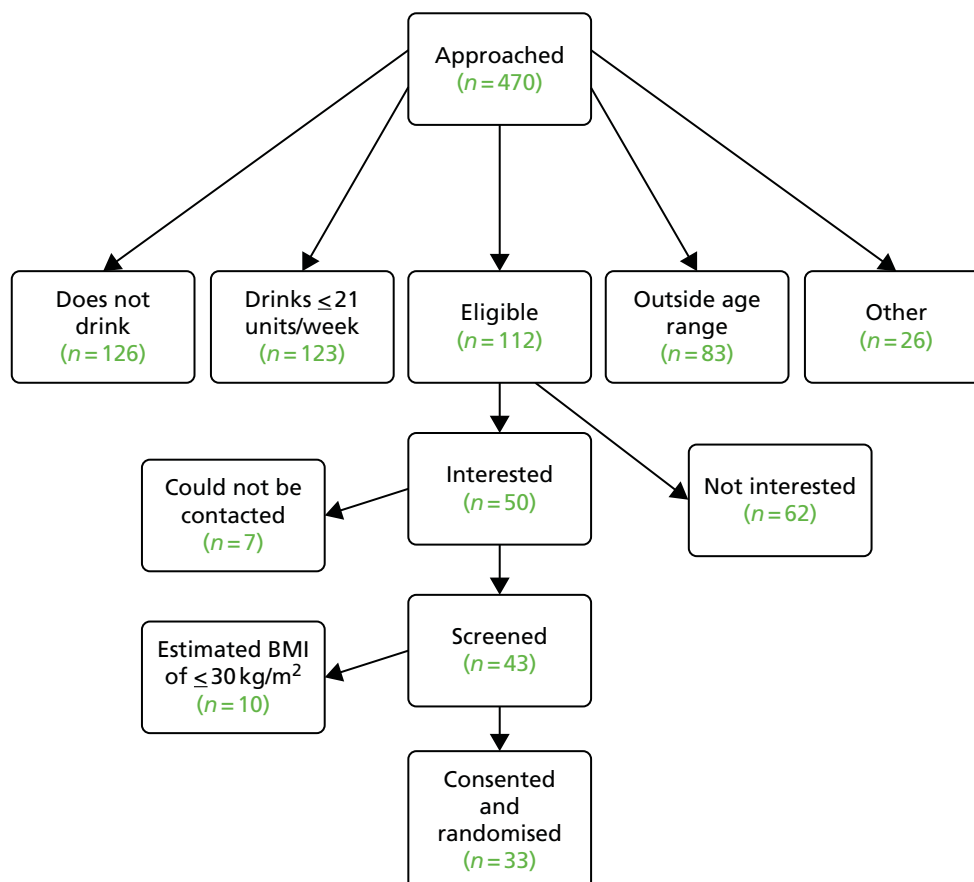 Approached
(n=470)
Does not
drink
(n=126)
Drinks ≤21
units/week
(n=123)
Eligible
(n=112)
Outside age
range
(n=83)
Other
(n=26)
Interested
(n=50)
Could not be
contacted
(n=7)
Not interested
(n=62)
Screened
(n=43)
Estimated BMI
of ≤30 kg/m²
(n=10)
Consented
and
randomised
(n=33)